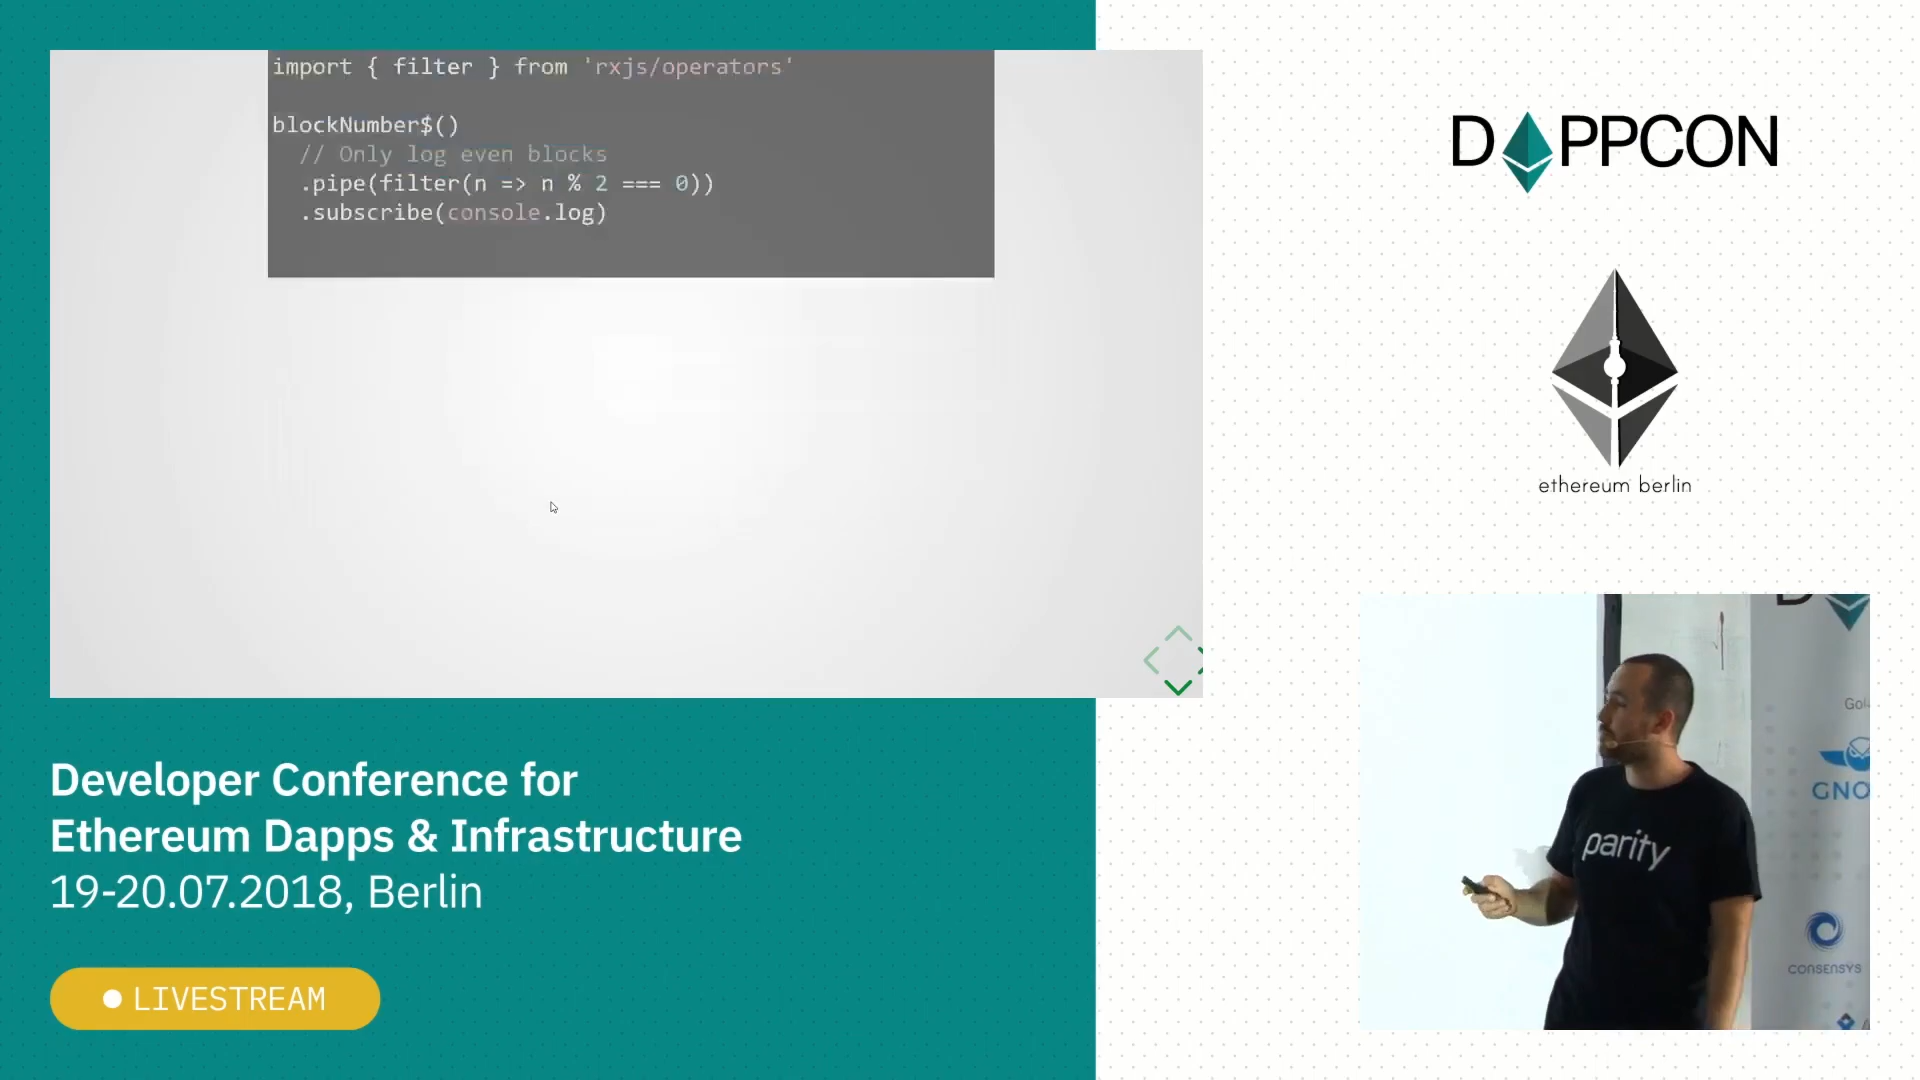 import { filter } from 'rxjs/operators'
blockNumber$()
// Only log even blocks
.pipe(filter(n => n % 2 === 0))
.subscribe(console.log)
DAPPCON
ethereum berlin
Developer Conference for
Ethereum Dapps & Infrastructure
19-20.07.2018, Berlin
LIVESTREAM
parity
GNO
CONSENSYS